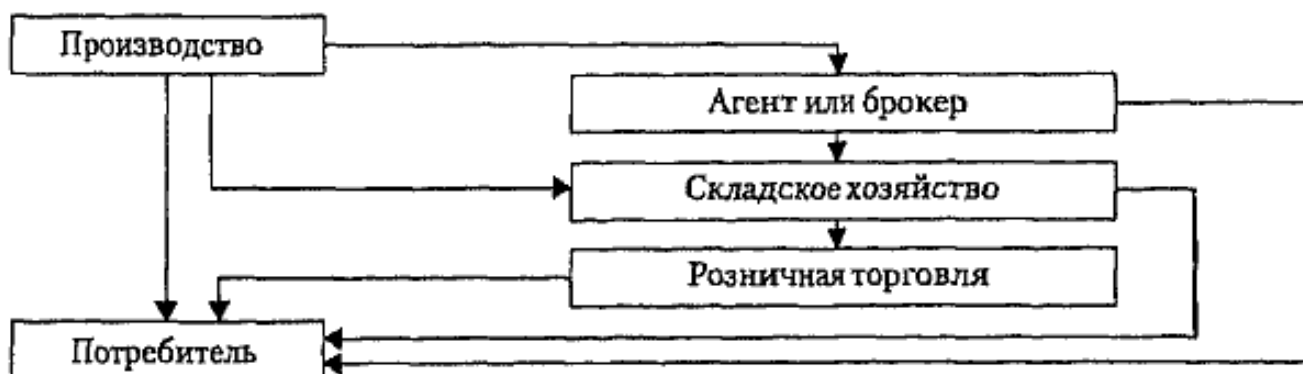 Производство
Агент или брокер
Складское хозяйство
Розничная торговля
Потребитель